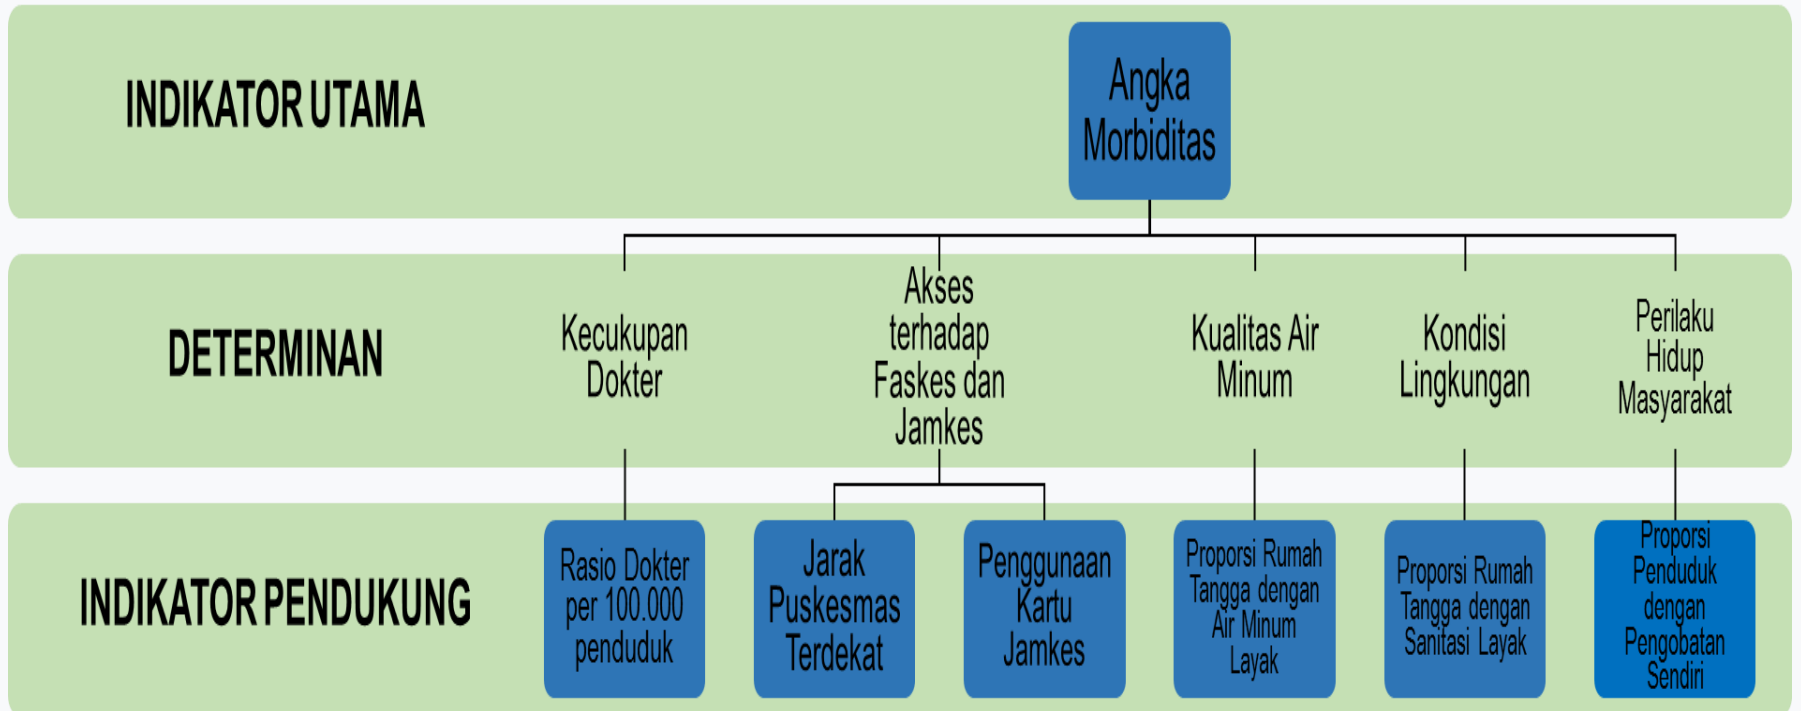 INDIKATOR UTAMA
Angka
Morbiditas
DETERMINAN
Kecukupan
Dokter
Akses
terhadap
Faskes dan
Jamkes
Kualitas Air
Minum
Kondisi
Lingkungan
Perilaku
Hidup
Masyarakat
INDIKATOR PENDUKUNG
Rasio Dokter
per 100.000
penduduk
Jarak
Puskesmas
Terdekat
Penggunaan
Kartu
Jamkes
Proporsi Rumah
Tangga dengan
Air Minum
Layak
Proporsi Rumah
Tangga dengan
Sanitasi Layak
Proporsi
Penduduk
dengan
Pengobatan
Sendiri